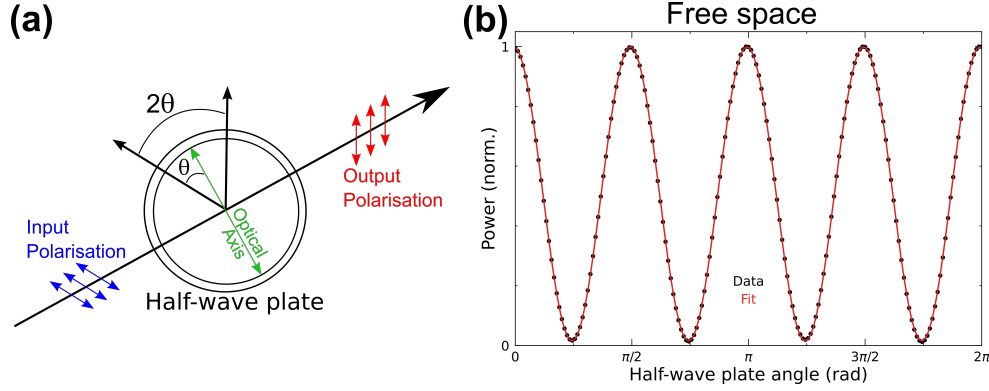 (a)
2θ
θ
Optical
Axis
Output
Polarisation
Input
Polarisation
Half-wave plate
(b)
Free space
Power (norm.)
1
0
Data
Fit
0
π/2
π
3π/2
2π
Half-wave plate angle (rad)